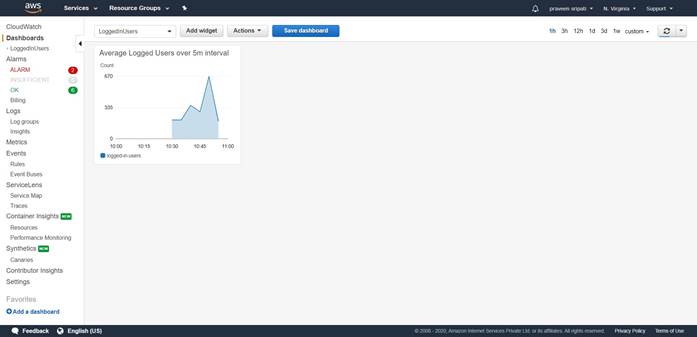 aws
Services
Resource Groups
praveen sripati
N. Virginia
Support
CloudWatch
Dashboards
LoggedInUsers
Alarms
ALARM 2
INSUFFICIENT
OK 6
Billing
Logs
Log groups
Insights
Metrics
Events
Rules
Event Buses
ServiceLens
Service Map
Traces
Container Insights NEW
Resources
Performance Monitoring
Synthetics NEW
Canaries
Contributor Insights
Settings
Favorites
Add a dashboard
LoggedInUsers
Add widget
Actions
Save dashboard
1h 3h 12h 1d 3d 1w custom
Average Logged Users over 5m interval
Count
670
335
0
10:00 10:15 10:30 10:45 11:00
logged-in-users
Feedback
English (US)
© 2008 - 2020, Amazon Internet Services Private Ltd. or its affiliates. All rights reserved.
Privacy Policy
Terms of Use